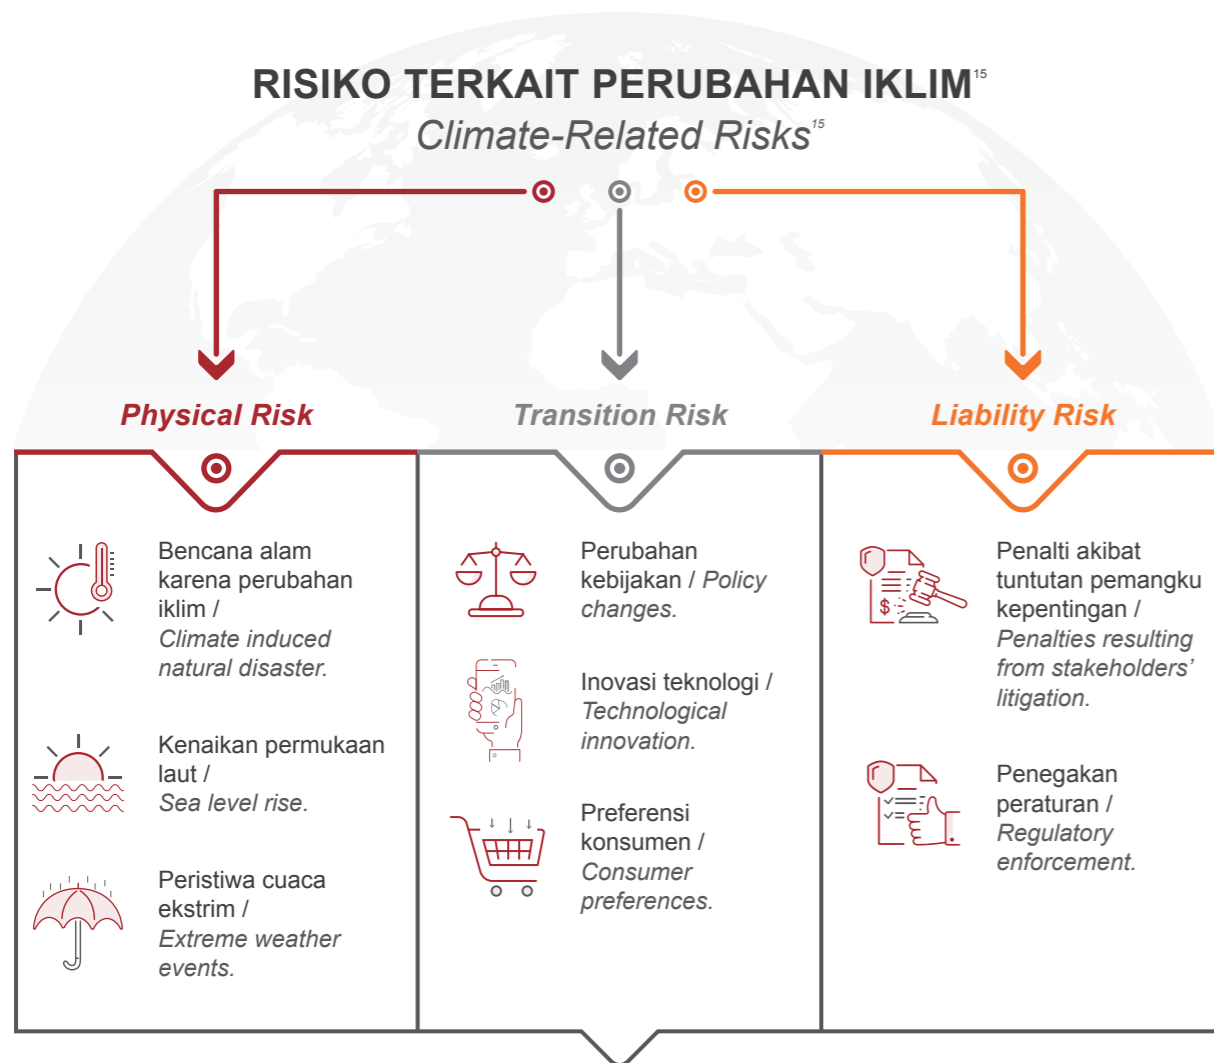 RISIKO TERKAIT PERUBAHAN IKLIM¹⁵
Climate-Related Risks¹⁵
Physical Risk
Bencana alam
karena perubahan
iklim /
Climate induced
natural disaster.
Kenaikan permukaan
laut /
Sea level rise.
Peristiwa cuaca
ekstrim /
Extreme weather
events.
Transition Risk
Perubahan
kebijakan / Policy
changes.
Inovasi teknologi /
Technological
innovation.
Preferensi
konsumen /
Consumer
preferences.
Liability Risk
$
Penalti akibat
tuntutan pemangku
kepentingan /
Penalties resulting
from stakeholders’
litigation.
Penegakan
peraturan /
Regulatory
enforcement.